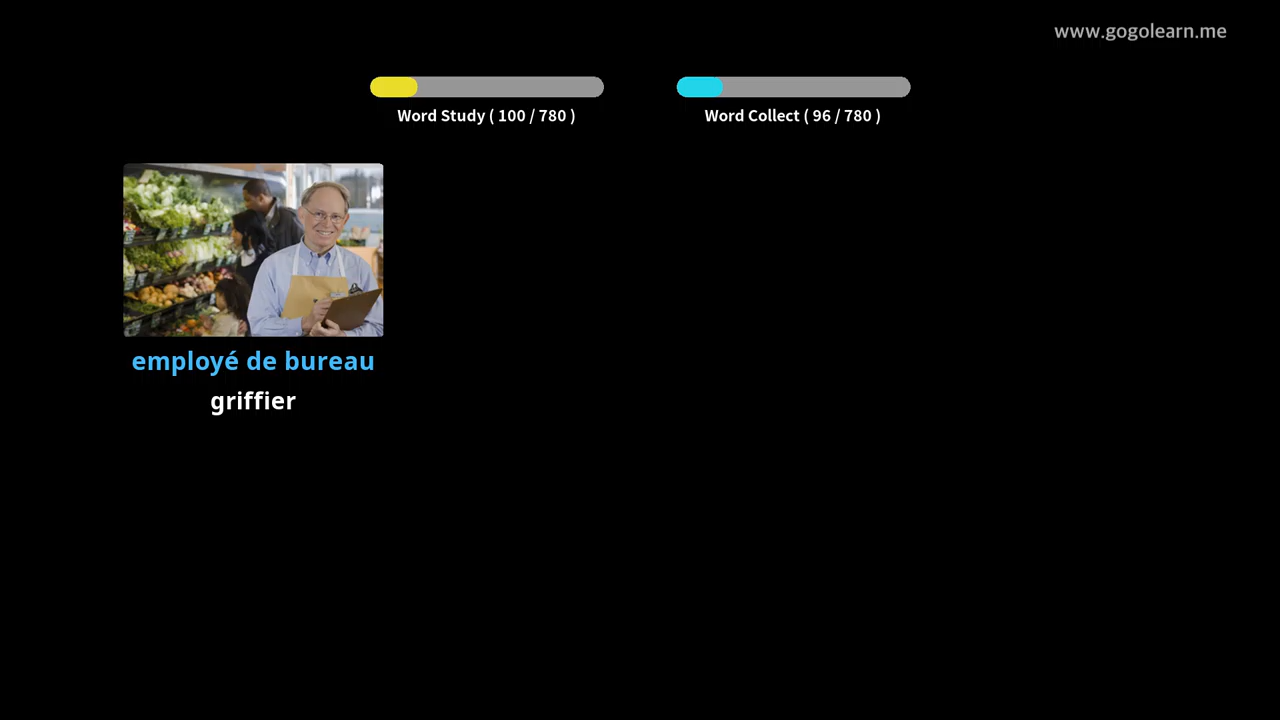 www.gogolearn.me
Word Study ( 100 / 780 )
Word Collect ( 96 / 780 )
employé de bureau
griffier